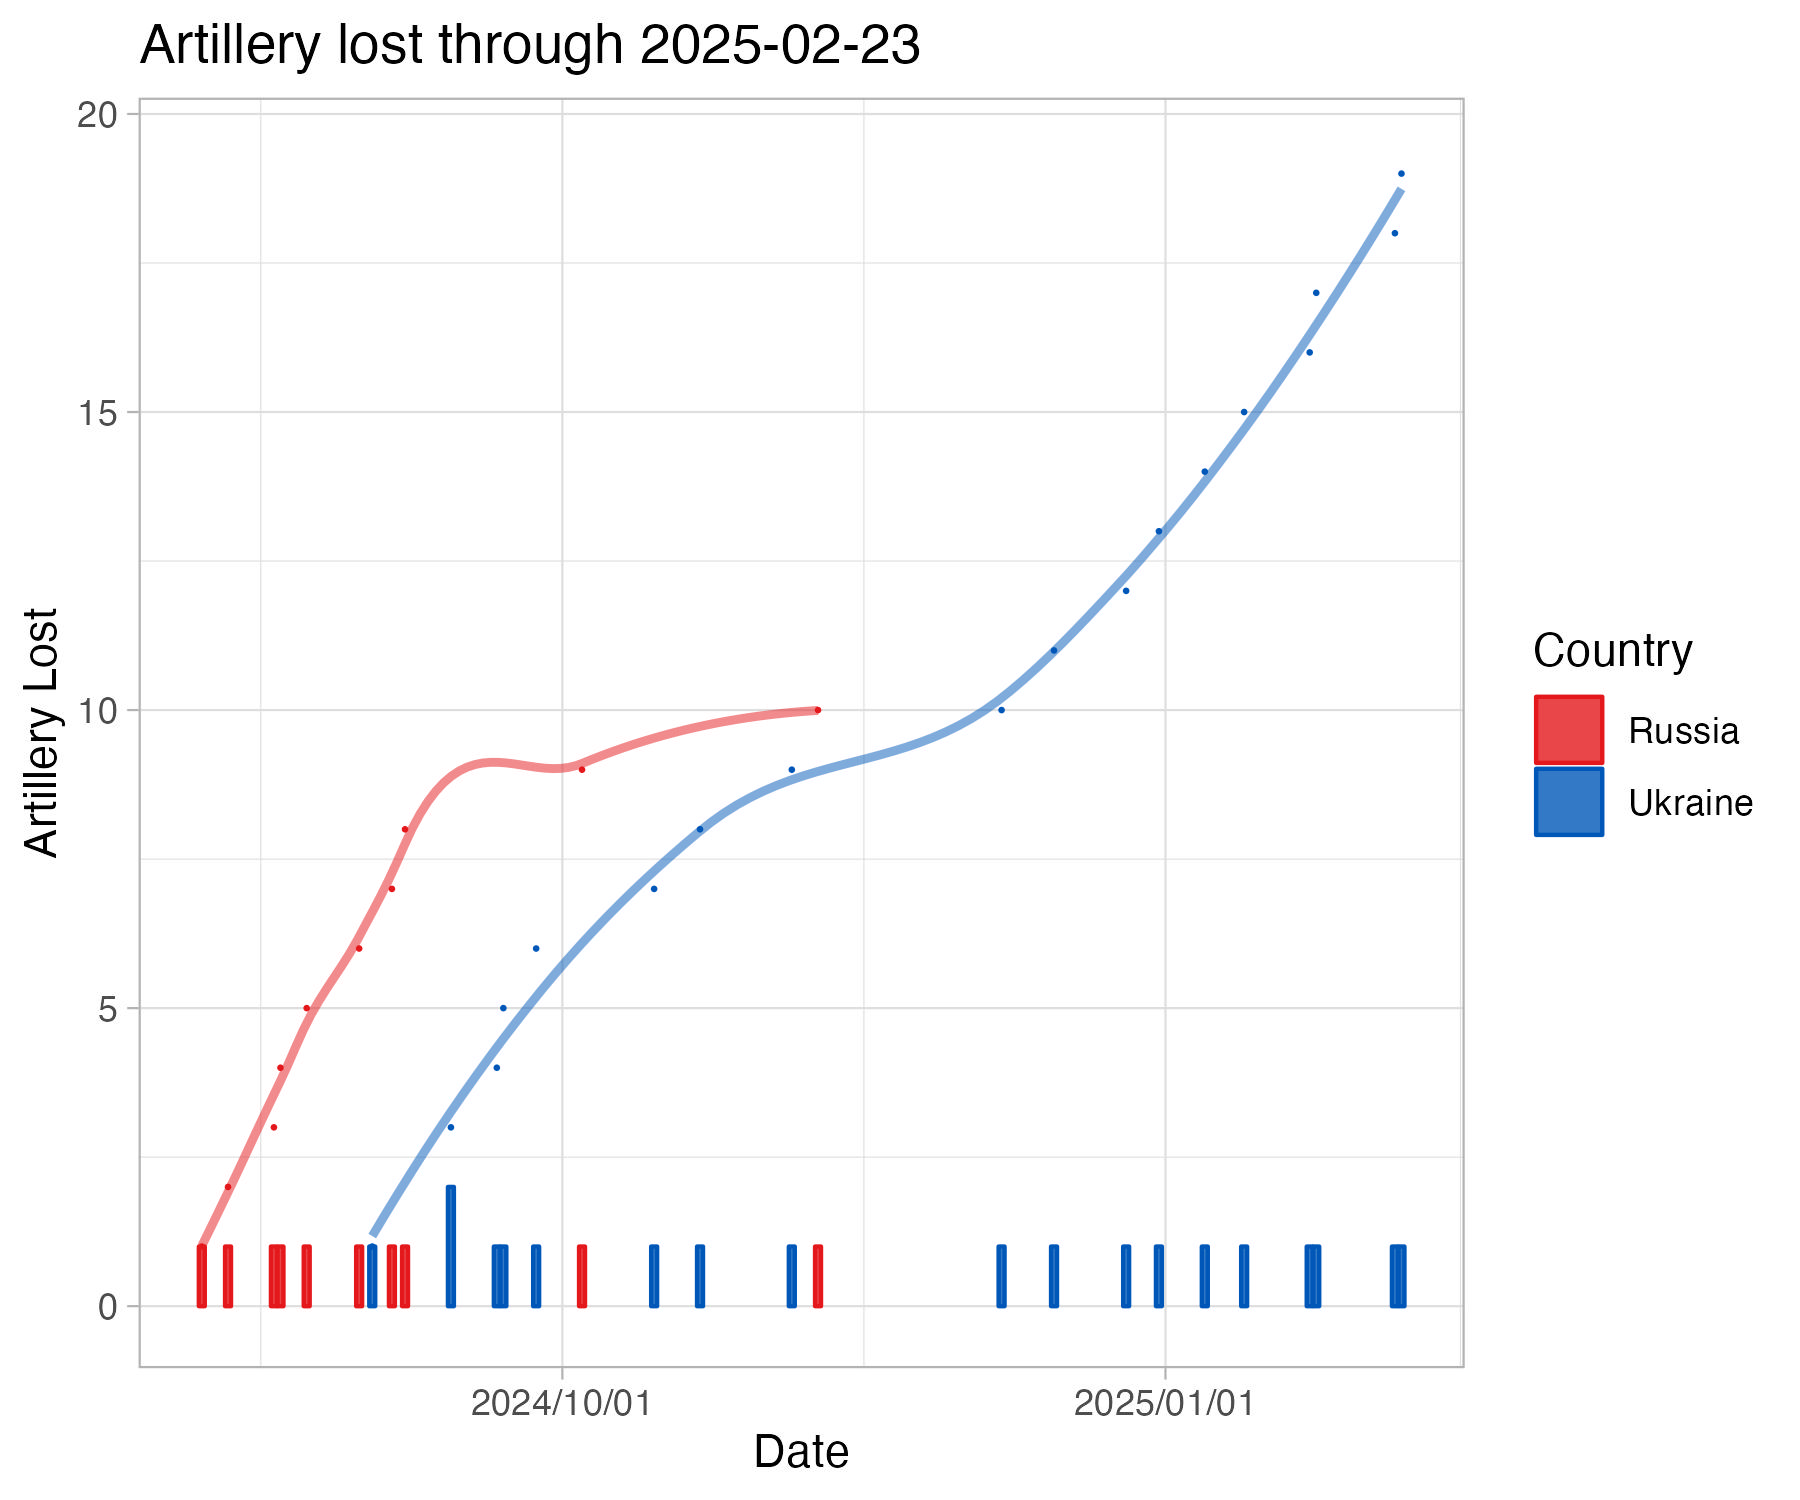 Artillery lost through 2025-02-23
20
15
10
5
0
Artillery Lost
2024/10/01
2025/01/01
Date
Country
Russia
Ukraine